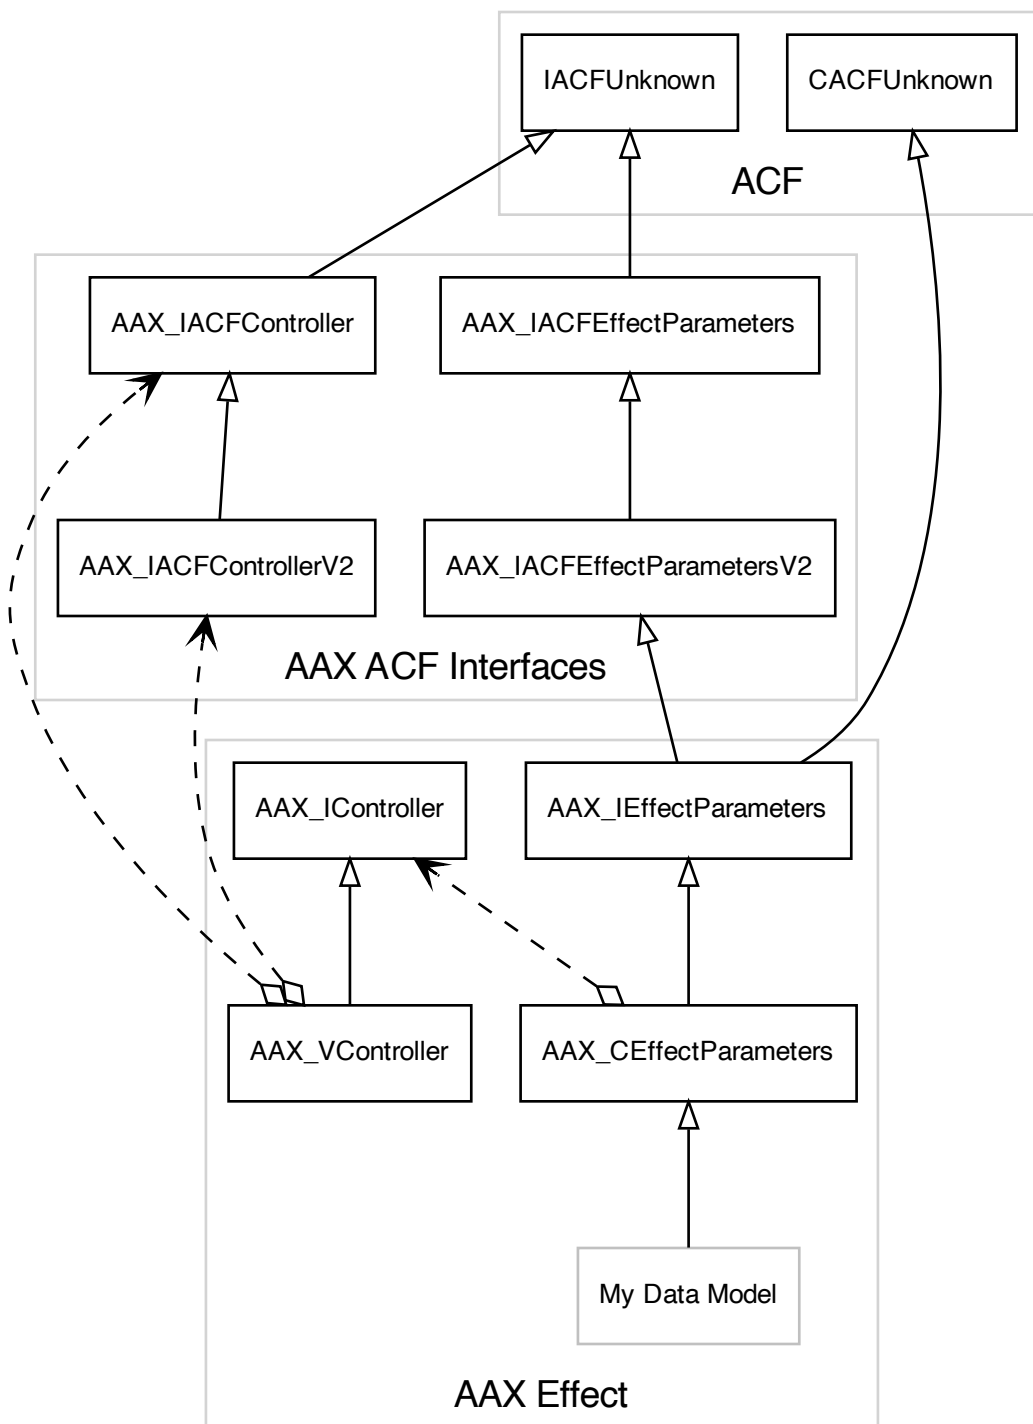 IACFUnknown
CACFUnknown
ACF
AAX_IACFController
AAX_IACFEffectParameters
AAX_IACFControllerV2
AAX_IACFEffectParametersV2
AAX ACF Interfaces
AAX_IController
AAX_IEffectParameters
AAX_VController
AAX_CEffectParameters
My Data Model
AAX Effect